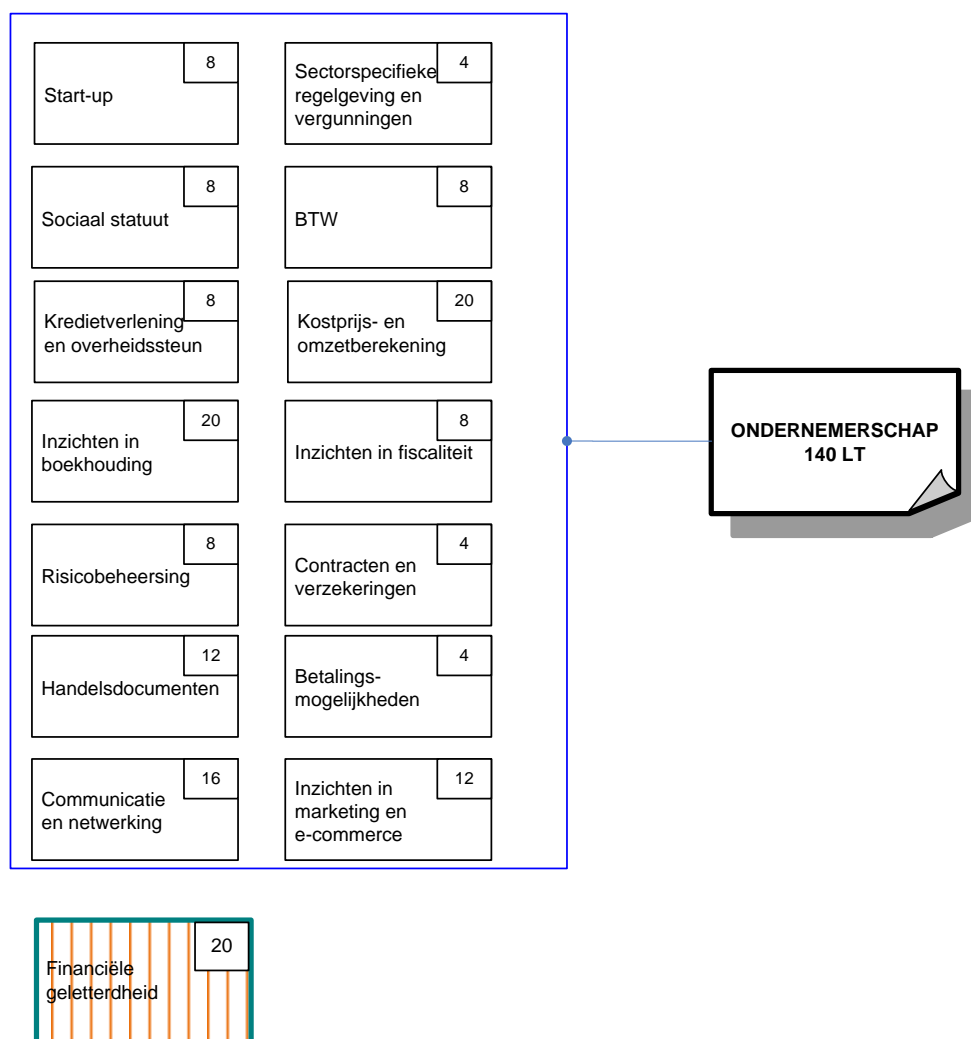 8
Start-up
4
Sectorspecifieke
regelgeving en
vergunningen
8
Sociaal statuut
8
BTW
8
Kredietverlening
en overheidssteun
20
Kostprijs- en
omzetberekening
20
Inzichten in
boekhouding
8
Inzichten in fiscaliteit
8
Risicobeheersing
4
Contracten en
verzekeringen
12
Handelsdocumenten
4
Betalings-
mogelijkheden
16
Communicatie
en netwerking
12
Inzichten in
marketing en
e-commerce
ONDERNEMERSCHAP
140 LT
20
Financiële
geletterdheid